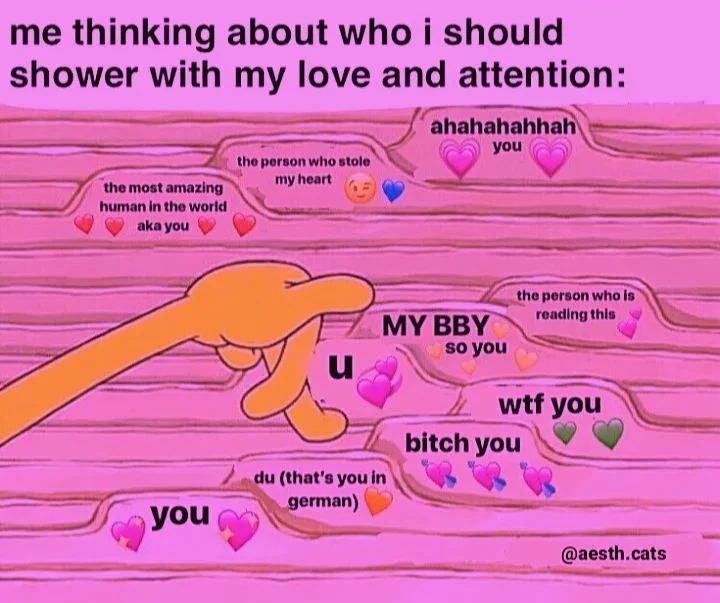 me thinking about who i should
shower with my love and attention:
ahahahahhah
you
the person who stole
my heart
the most amazing
human in the world
aka you
the person who is
reading this
MY BBY
so you
u
wtf you
bitch you
du (that's you in
german)
you
@aesth.cats